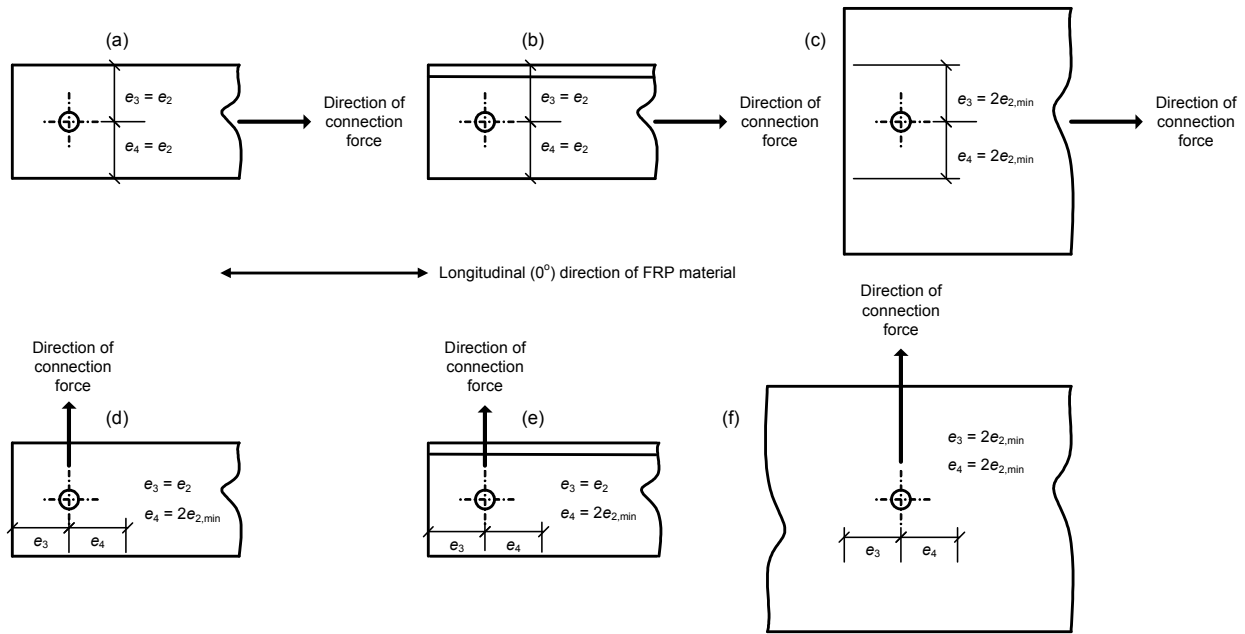 (a)
e3 = e2
e4 = e2
Direction of
connection
force
(b)
e3 = e2
e4 = e2
Direction of
connection
force
(c)
e3 = 2e2,min
e4 = 2e2,min
Direction of
connection
force
Longitudinal (0°) direction of FRP material
Direction of
connection
force
(d)
e3 = e2
e4 = 2e2,min
e3
e4
Direction of
connection
force
(e)
e3 = e2
e4 = 2e2,min
e3
e4
Direction of
connection
force
(f)
e3 = 2e2,min
e4 = 2e2,min
e3
e4